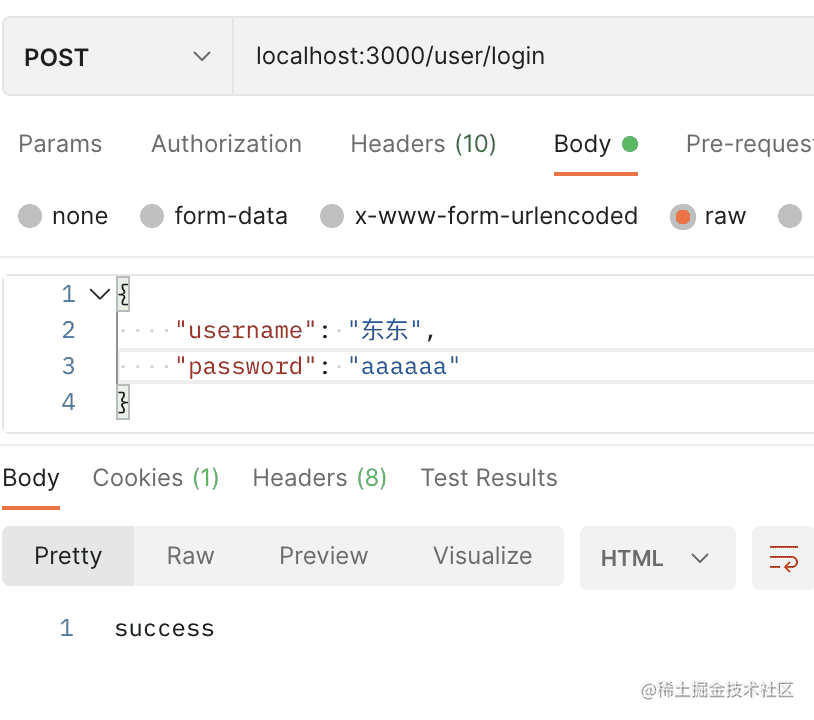 POST localhost:3000/user/login
Params Authorization Headers (10) Body Pre-reques
none form-data x-www-form-urlencoded raw
1 {
2 "username": "东东",
3 "password": "aaaaaa"
4 }
Body Cookies (1) Headers (8) Test Results
Pretty Raw Preview Visualize HTML
1 success
@稀土掘金技术社区